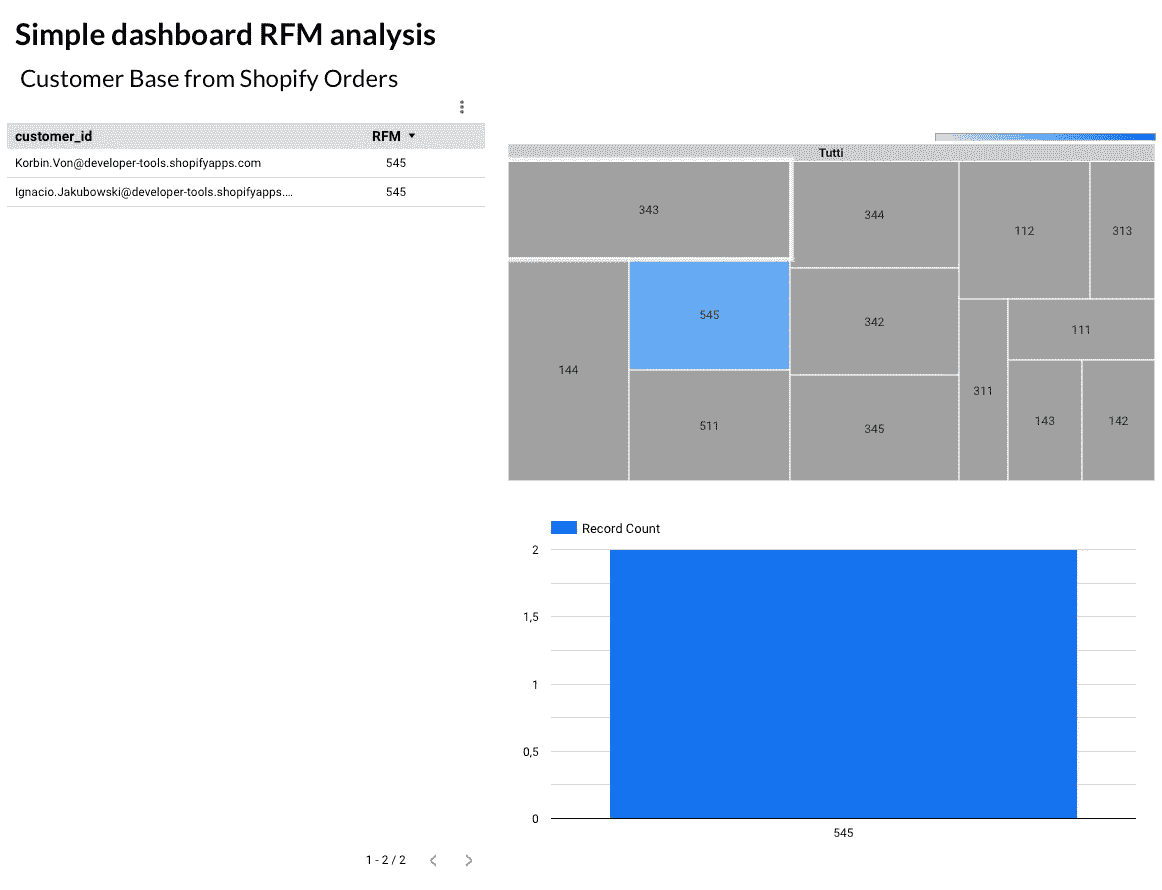 Simple dashboard RFM analysis
Customer Base from Shopify Orders
customer_id RFM
Korbin.Von@developer-tools.shopifyapps.com 545
Ignacio.Jakubowski@developer-tools.shopifyapps.... 545
1 - 2 / 2
Tutti
343
344
112
313
144
545
342
111
511
345
311
143
142
Record Count
2
1,5
1
0,5
0
545